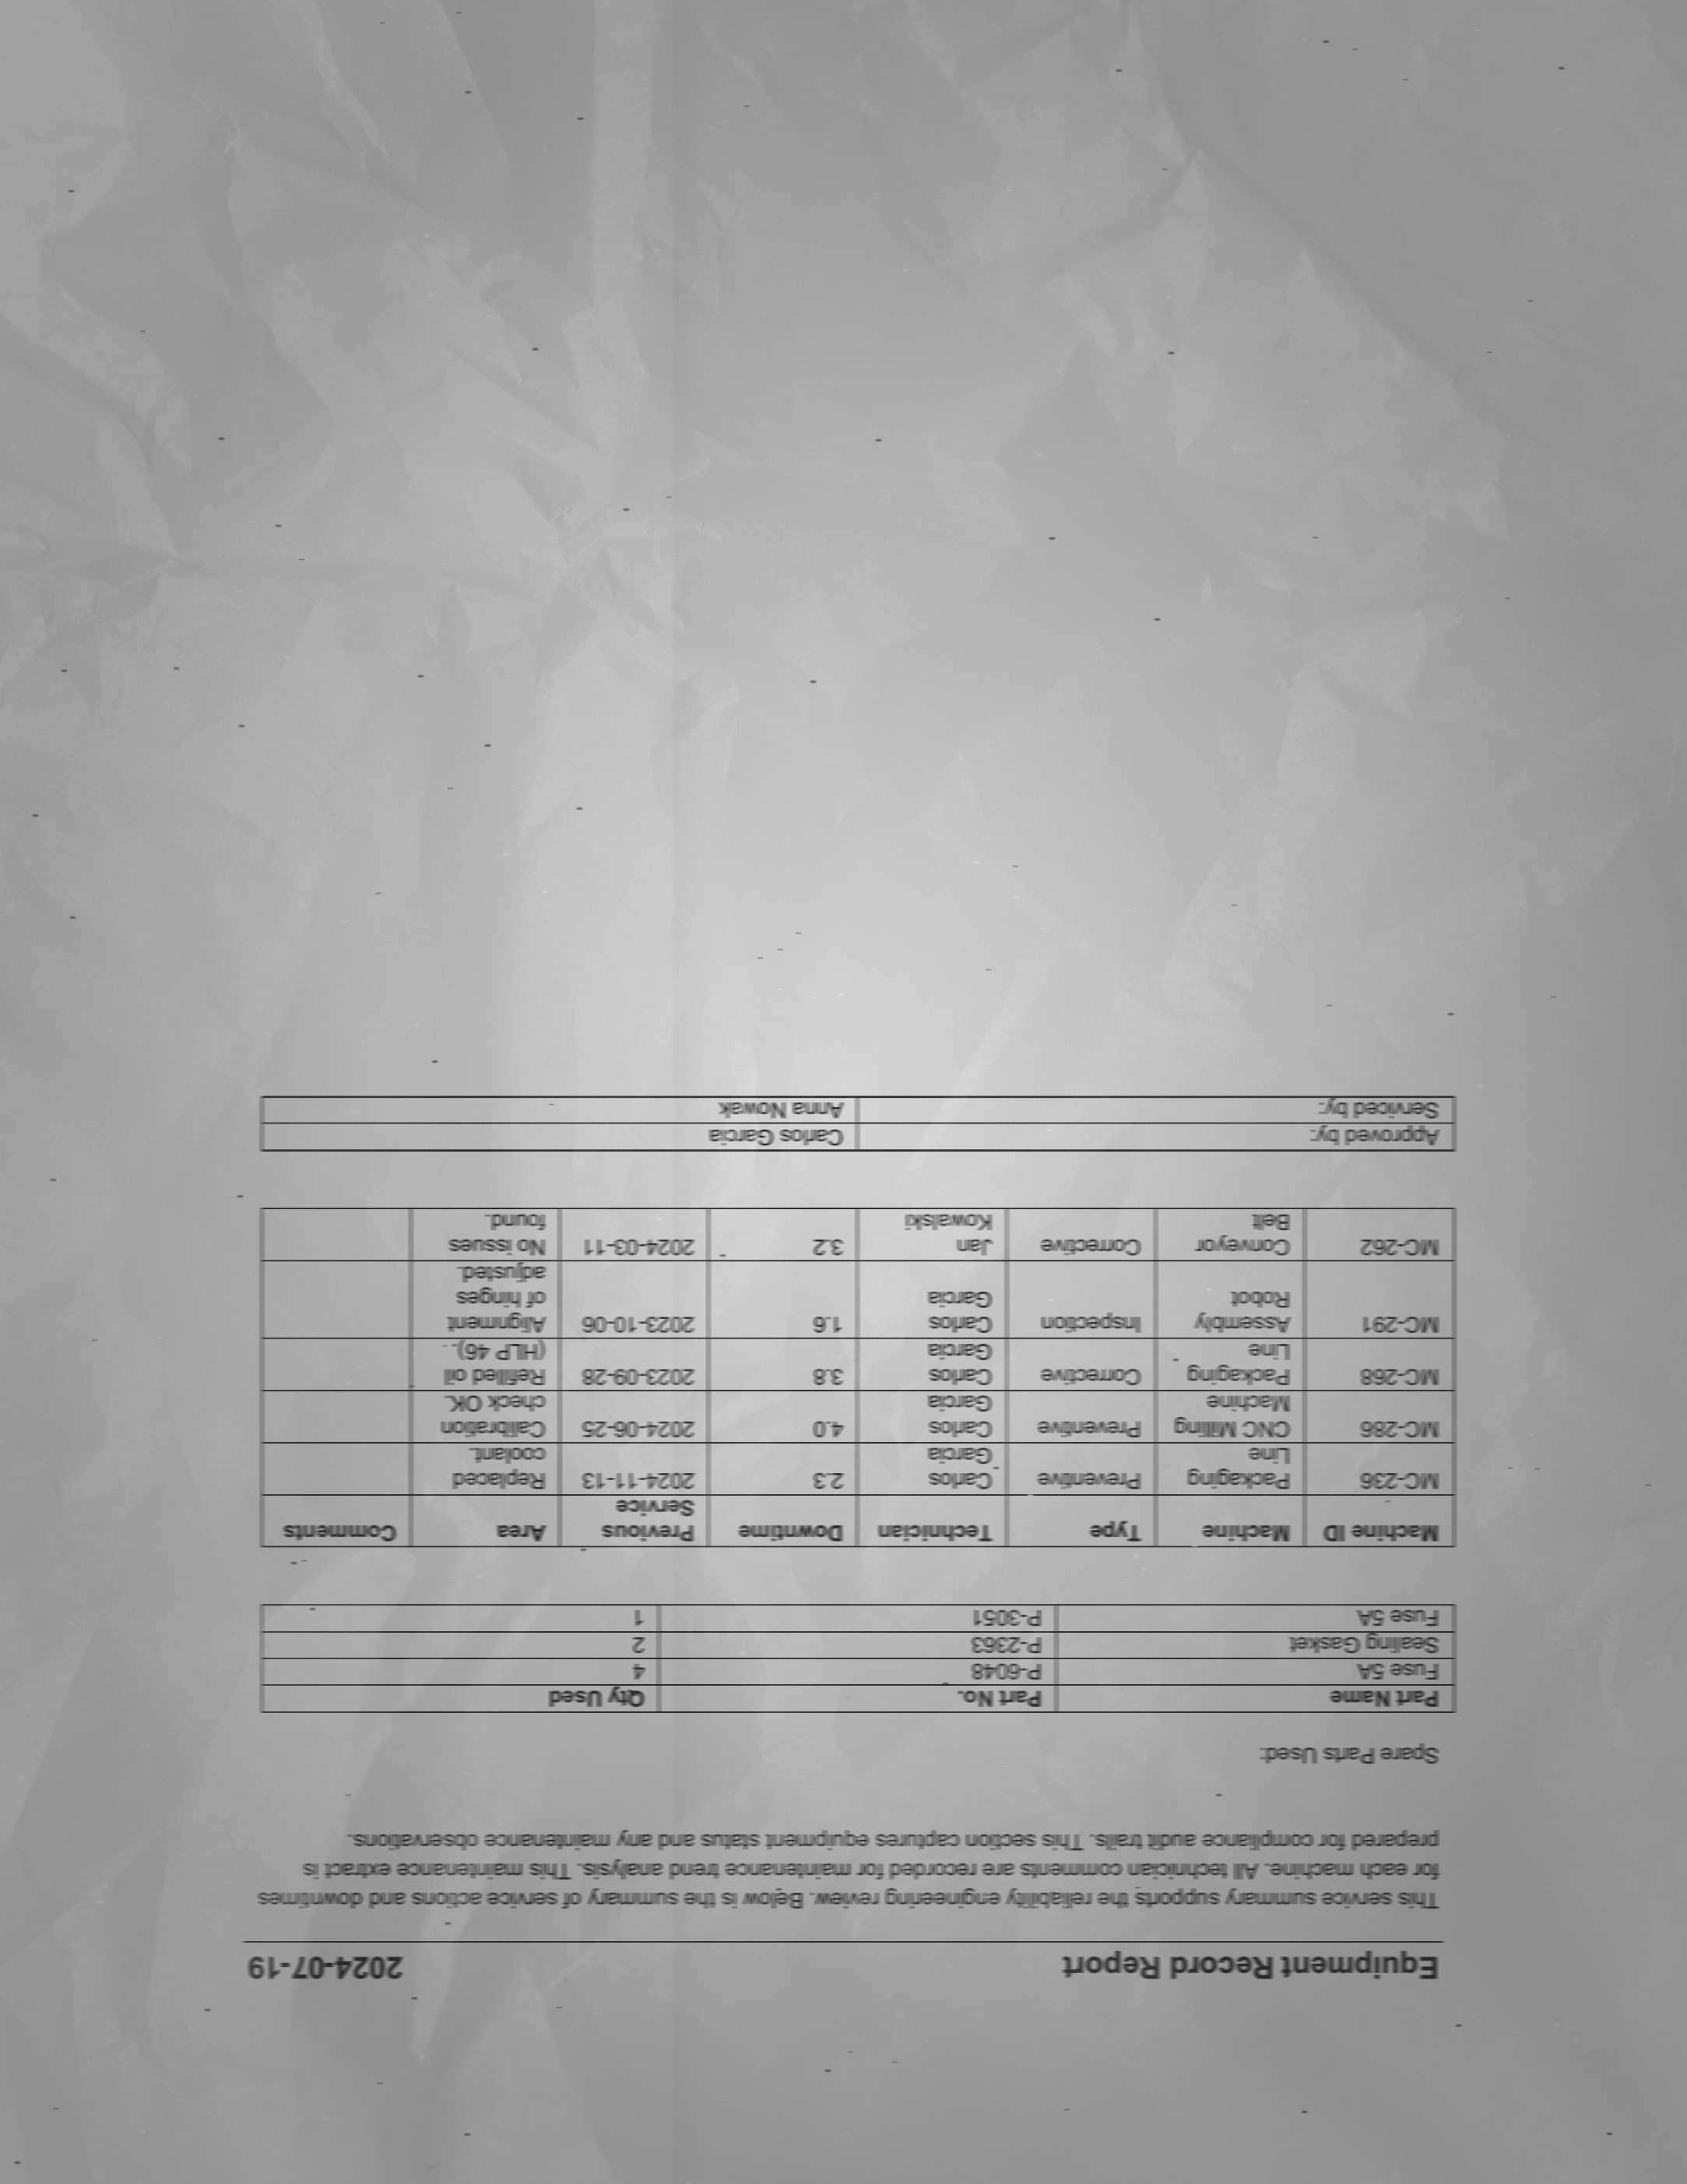 Equipment Record Report 2024-07-19
This service summary supports the reliability engineering review. Below is the summary of service actions and downtimes
for each machine. All technician comments are recorded for maintenance trend analysis. This maintenance extract is
prepared for compliance audit trails. This section captures equipment status and any maintenance observations.
Spare Parts Used:
Part Name Part No. Qty Used
Fuse 5A P-6048 4
Sealing Gasket P-2363 2
Fuse 5A P-3051 1
Machine ID Machine Type Technician Downtime Previous Service Area Comments
MC-236 Packaging Line Preventive Carlos Garcia 2.3 2024-11-13 Replaced coolant.
MC-286 CNC Milling Machine Preventive Carlos Garcia 4.0 2024-06-25 Calibration check OK.
MC-268 Packaging Line Corrective Carlos Garcia 3.8 2023-09-28 Refilled oil (HLP 46).
MC-291 Assembly Robot Inspection Carlos Garcia 1.6 2023-10-06 Alignment of hinges adjusted.
MC-262 Conveyor Belt Corrective Jan Kowalski 3.2 2024-03-11 No issues found.
Approved by: Carlos Garcia
Serviced by: Anna Nowak